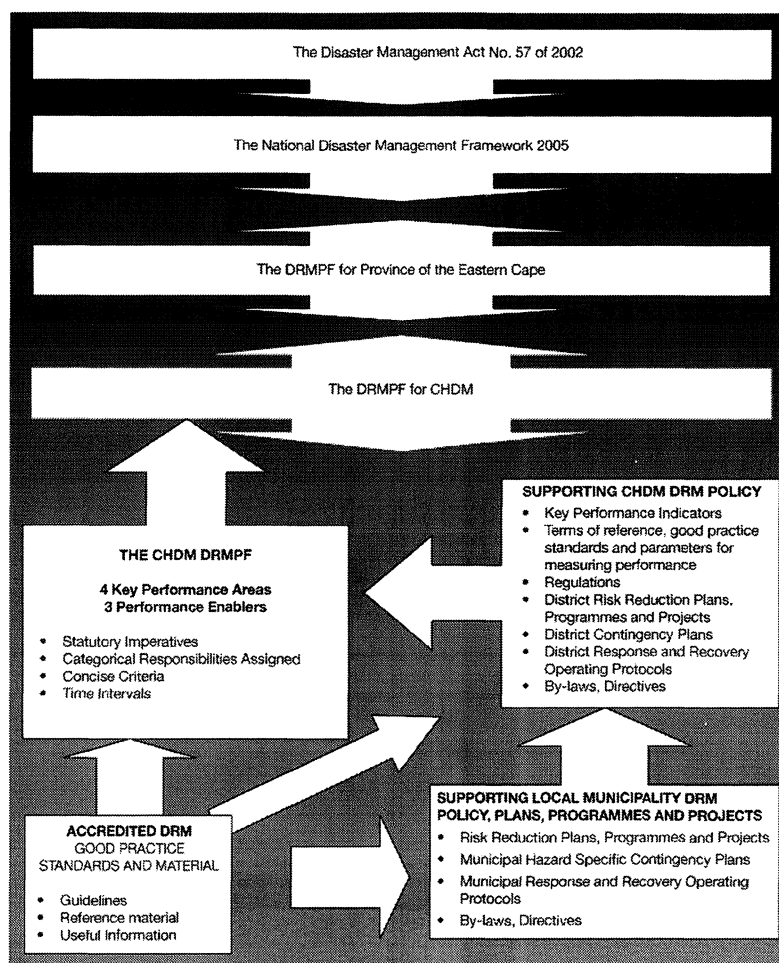 The Disaster Management Act No. 57 of 2002
The National Disaster Management Framework 2005
The DRMPF for Province of the Eastern Cape
The DRMPF for CHDM
THE CHDM DRMPF
4 Key Performance Areas
3 Performance Enablers
• Statutory Imperatives
• Categorical Responsibilities Assigned
• Concise Criteria
• Time Intervals
SUPPORTING CHDM DRM POLICY
• Key Performance Indicators
• Terms of reference, good practice
standards and parameters for
measuring performance
• Regulations
• District Risk Reduction Plans,
Programmes and Projects
• District Contingency Plans
• District Response and Recovery
Operating Protocols
• By-laws, Directives
ACCREDITED DRM
GOOD PRACTICE
STANDARDS AND MATERIAL
• Guidelines
• Reference material
• Useful Information
SUPPORTING LOCAL MUNICIPALITY DRM
POLICY, PLANS, PROGRAMMES AND PROJECTS
• Risk Reduction Plans, Programmes and Projects
• Municipal Hazard Specific Contingency Plans
• Municipal Response and Recovery Operating
Protocols
• By-laws, Directives